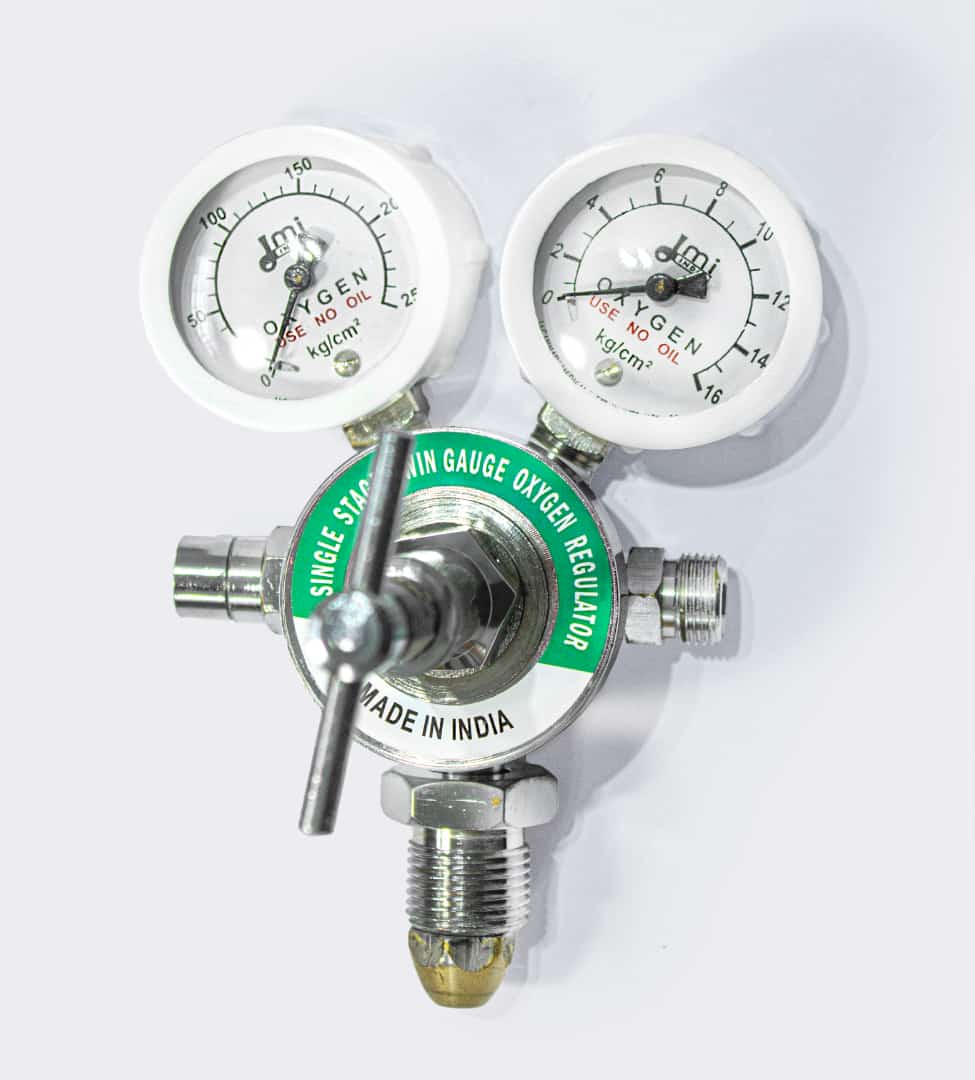 50
100
150
20
25
0
Jmi
OXYGEN
USE NO OIL
kg/cm²
0
2
4
6
8
10
12
14
16
Jmi
INDIA
OXYGEN
USE NO OIL
kg/cm²
SINGLE STAG WIN GAUGE OXYGEN REGULATOR
MADE IN INDIA